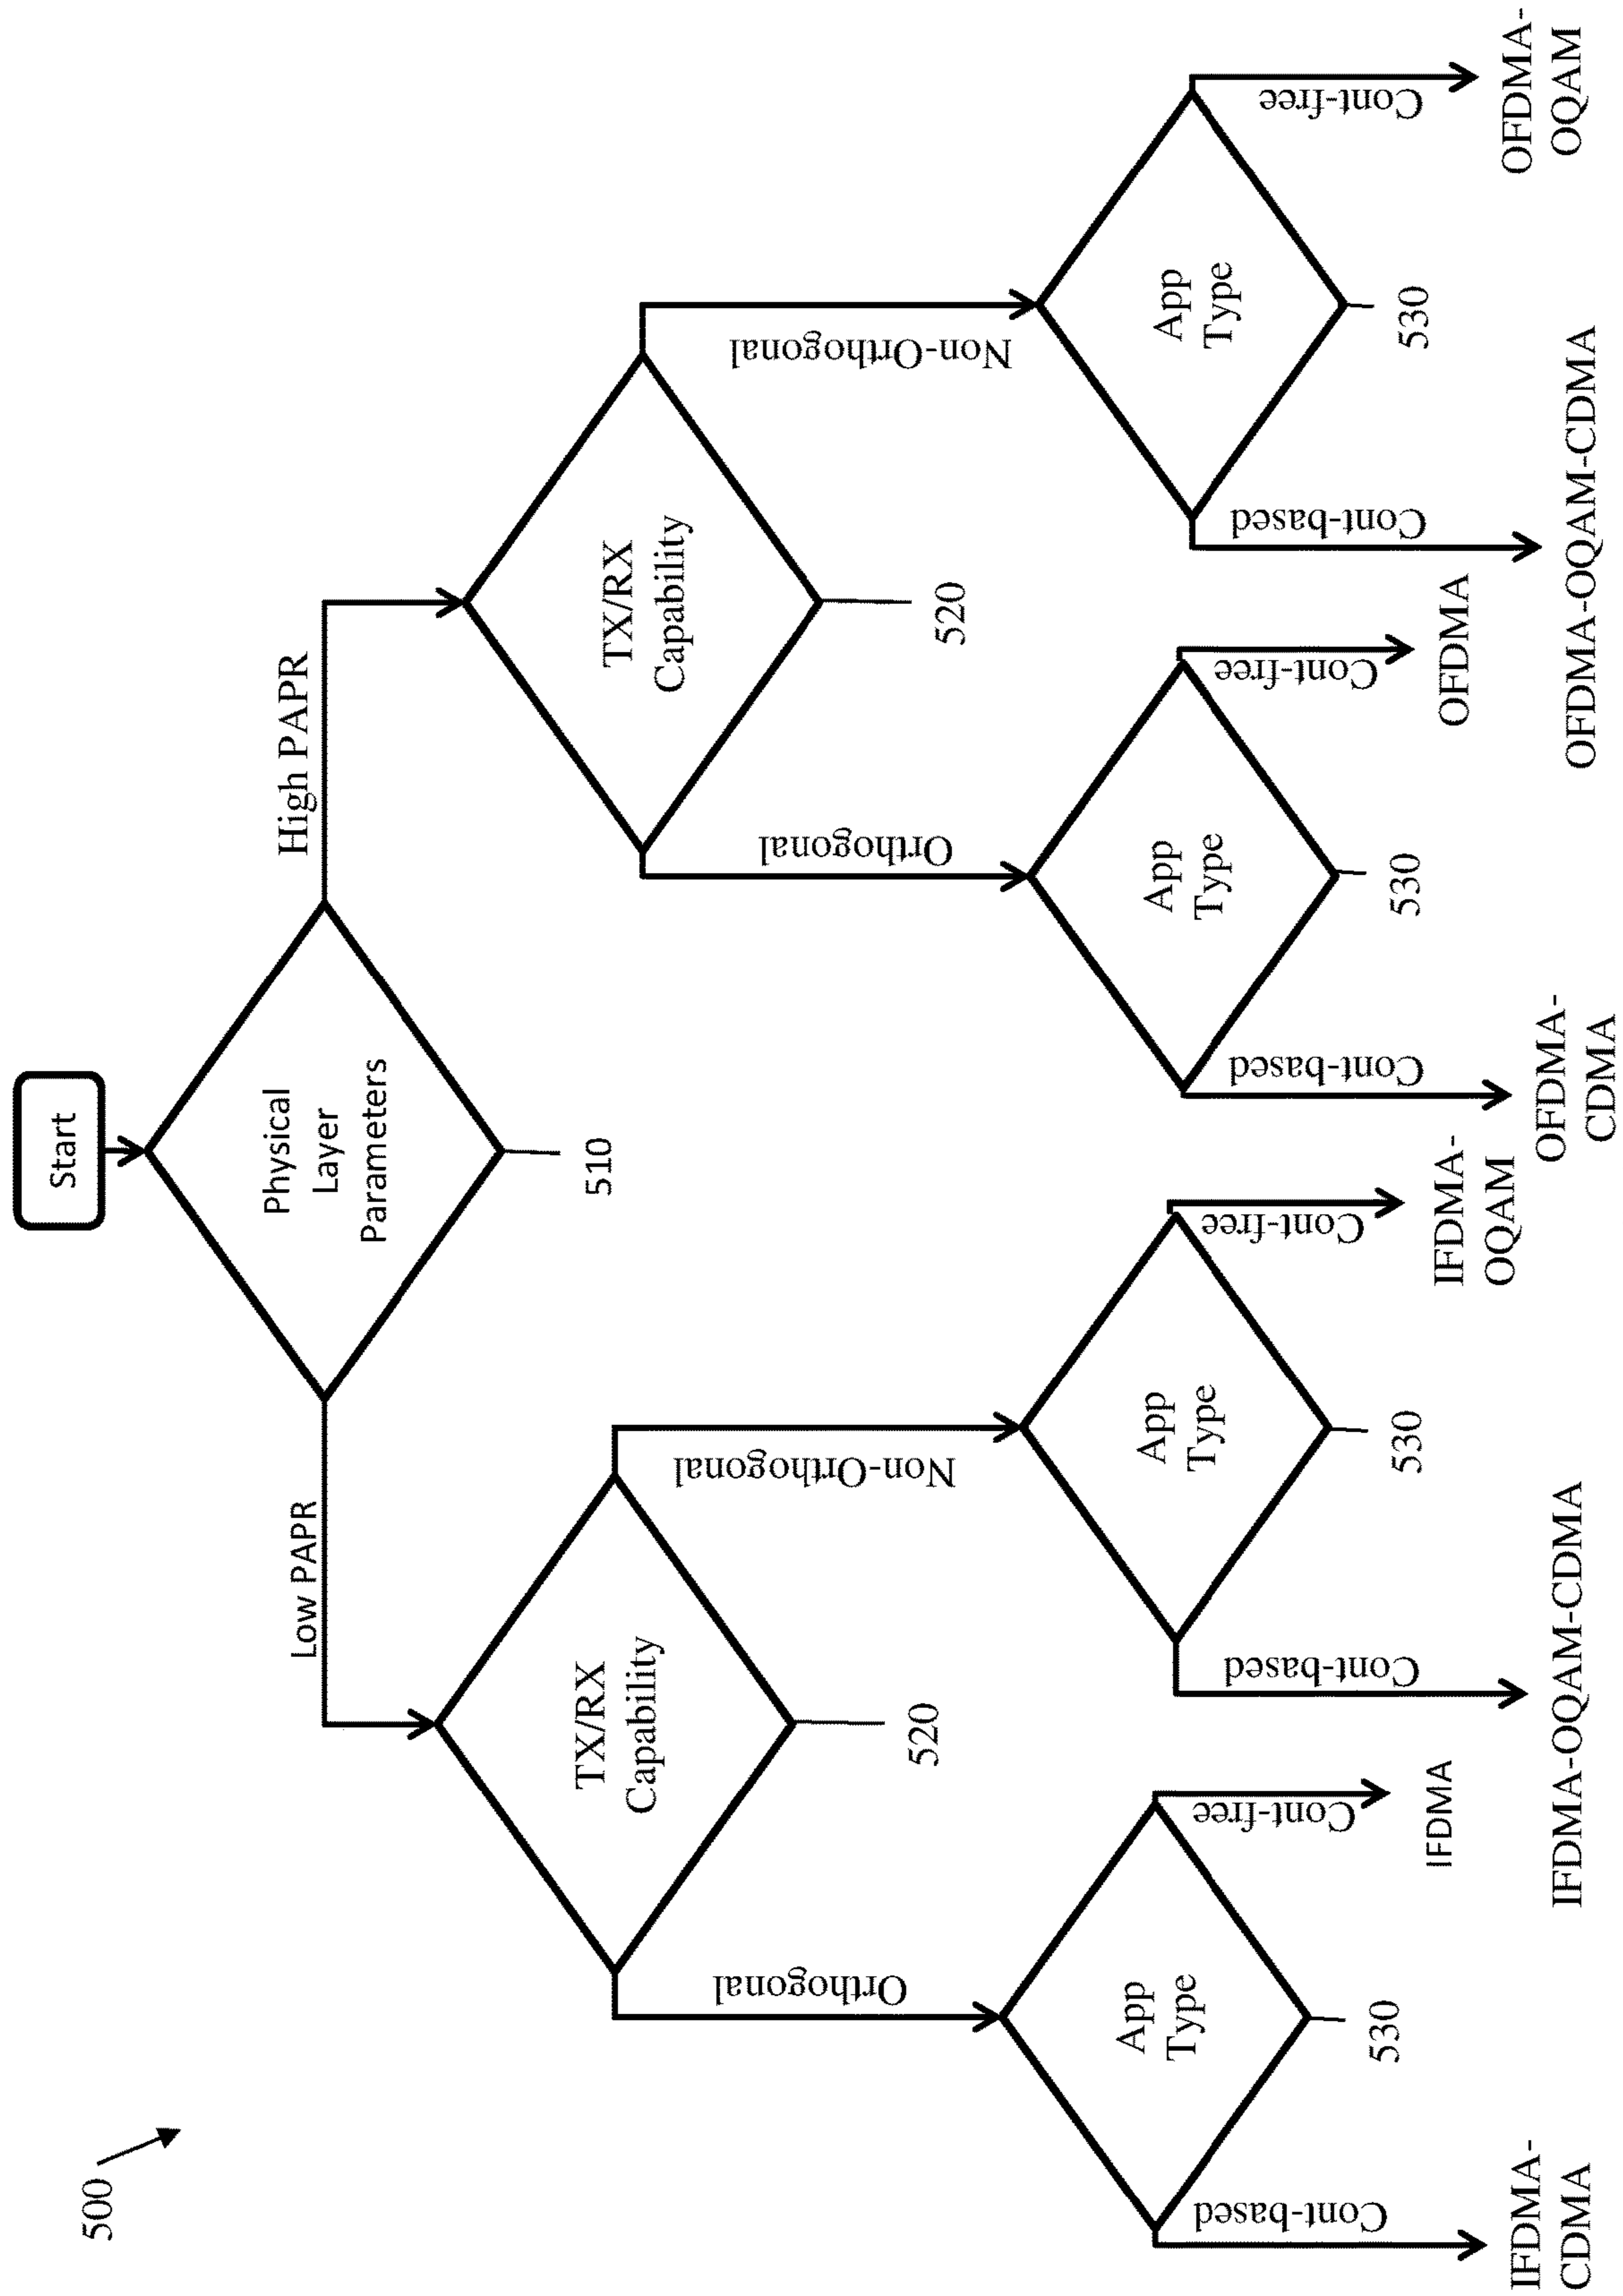 500
Start
Physical
Layer
Parameters
510
Low PAPR
High PAPR
TX/RX
Capability
520
TX/RX
Capability
520
Orthogonal
Non-Orthogonal
Orthogonal
Non-Orthogonal
App
Type
530
App
Type
530
App
Type
530
App
Type
530
Cont-based
Cont-free
Cont-based
Cont-free
Cont-based
Cont-free
Cont-based
Cont-free
IFDMA-
CDMA
IFDMA
IFDMA-OQAM-CDMA
IFDMA-
OQAM
OFDMA-
CDMA
OFDMA
OFDMA-OQAM-CDMA
OFDMA-
OQAM